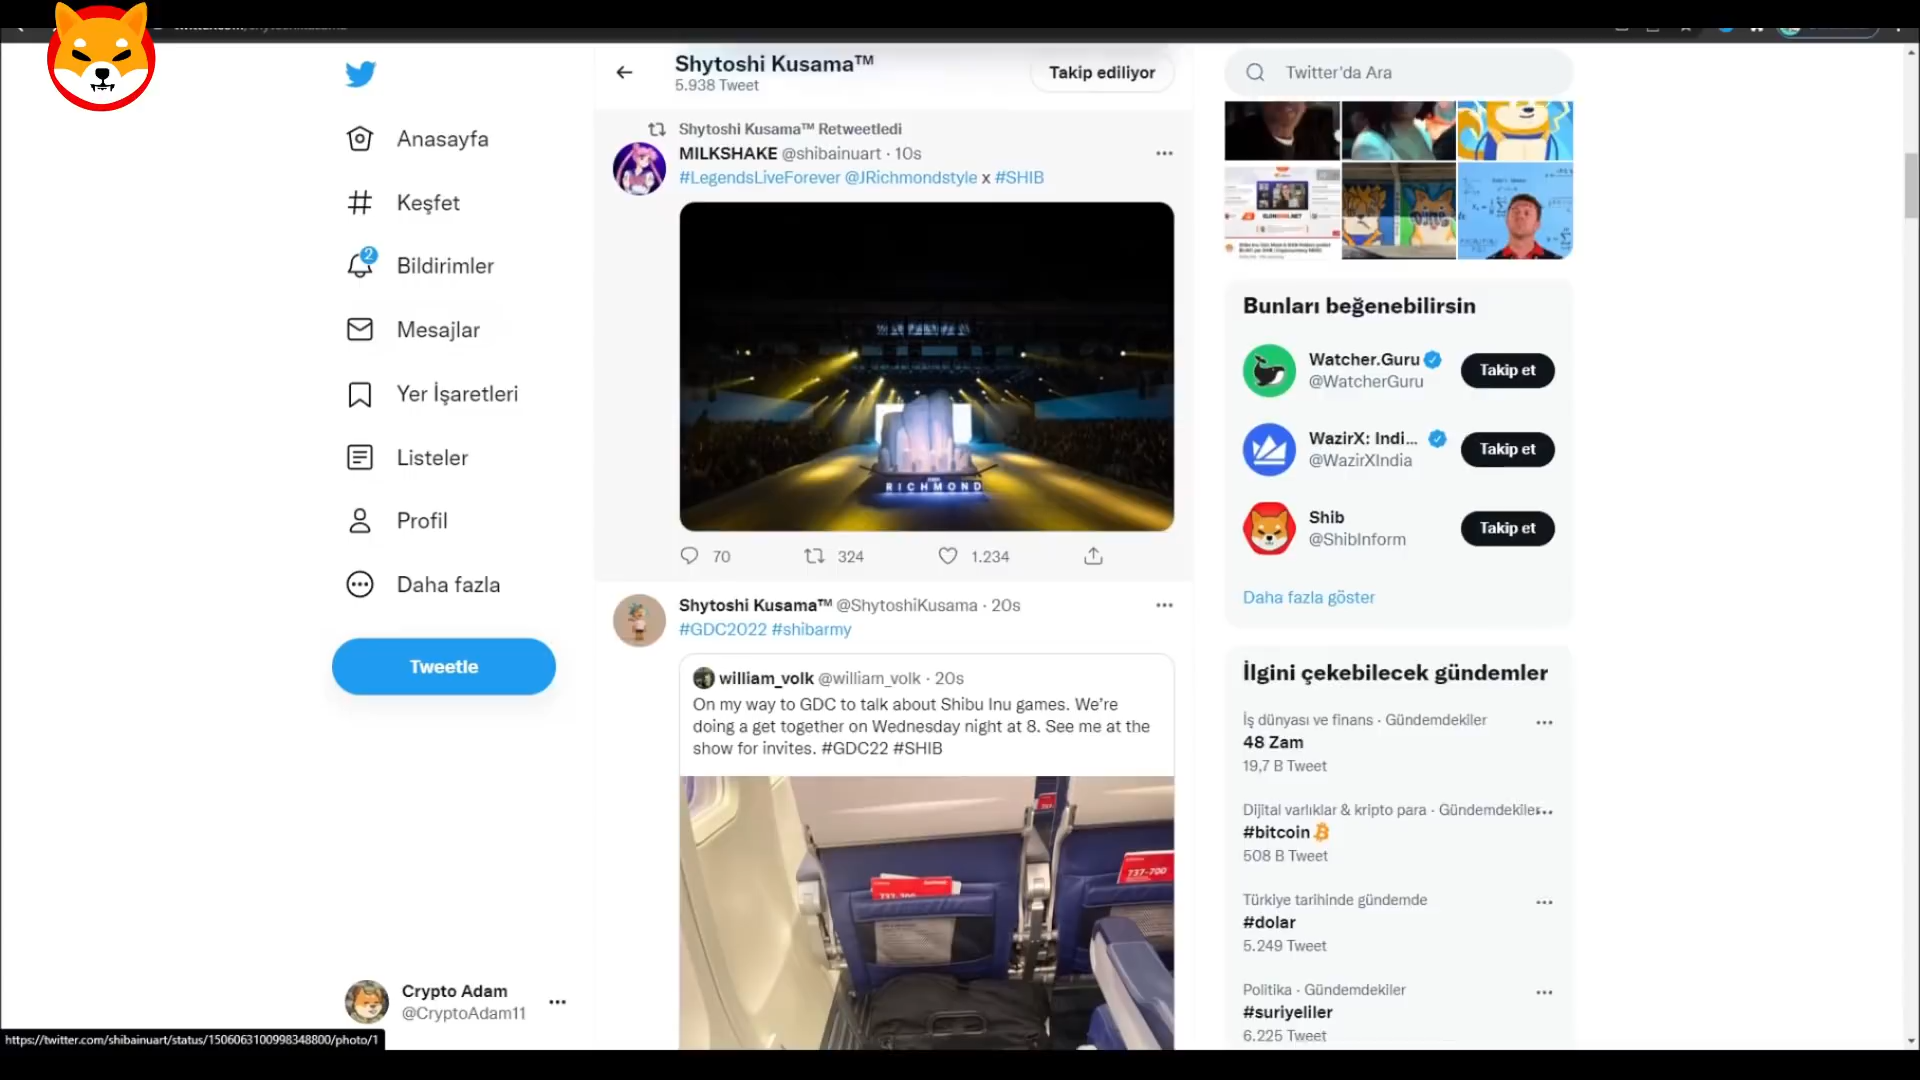 Shytoshi Kusama™
5.938 Tweet
Takip ediliyor
Twitter'da Ara
Anasayfa
Keşfet
2
Bildirimler
Mesajlar
Yer İşaretleri
Listeler
Profil
Daha fazla
Tweetle
Crypto Adam
@CryptoAdam11
https://twitter.com/shibainuart/status/1506063100998348800/photo/1
Shytoshi Kusama™ Retweetledi
MILKSHAKE @shibainuart · 10s
#LegendsLiveForever @JRichmondstyle x #SHIB
RICHMOND
70
324
1.234
Shytoshi Kusama™ @ShytoshiKusama · 20s
#GDC2022 #shibarmy
william_volk @william_volk · 20s
On my way to GDC to talk about Shibu Inu games. We're
doing a get together on Wednesday night at 8. See me at the
show for invites. #GDC22 #SHIB
737-700
737-700
Bunları beğenebilirsin
Watcher.Guru
@WatcherGuru
Takip et
WazirX: Indi...
@WazirXIndia
Takip et
Shib
@ShibInform
Takip et
Daha fazla göster
İlgini çekebilecek gündemler
İş dünyası ve finans · Gündemdekiler
48 Zam
19,7 B Tweet
Dijital varlıklar & kripto para · Gündemdekiler
#bitcoin
508 B Tweet
Türkiye tarihinde gündemde
#dolar
5.249 Tweet
Politika · Gündemdekiler
#suriyeliler
6.225 Tweet